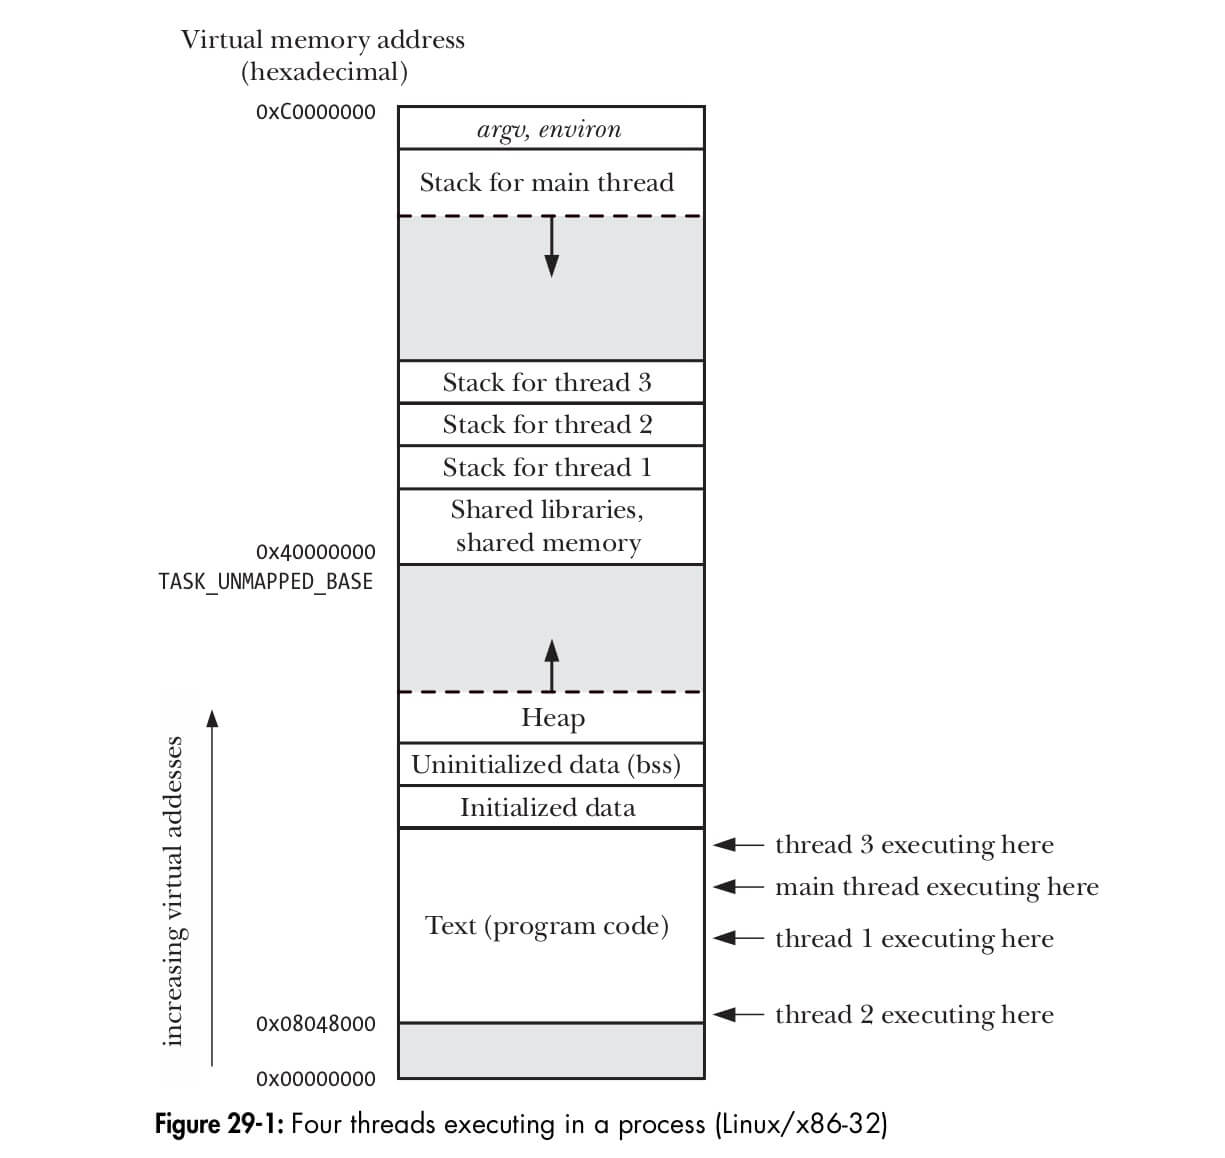 Virtual memory address
(hexadecimal)
0xC0000000
argv, environ
Stack for main thread
Stack for thread 3
Stack for thread 2
Stack for thread 1
Shared libraries,
shared memory
0x40000000
TASK_UNMAPPED_BASE
Heap
Uninitialized data (bss)
Initialized data
increasing virtual addesses
Text (program code)
thread 3 executing here
main thread executing here
thread 1 executing here
thread 2 executing here
0x08048000
0x00000000
Figure 29-1: Four threads executing in a process (Linux/x86-32)